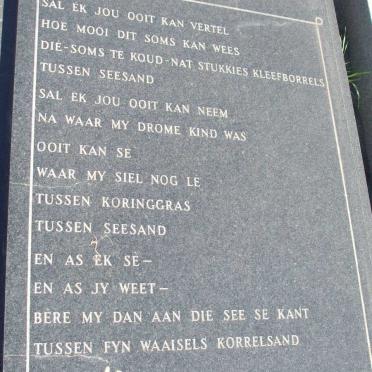 SAL EK JOU OOIT KAN VERTEL
HOE MOOI DIT SOMS KAN WEES
DIE-SOMS TE KOUD-NAT STUKKIES KLEEFBORRELS
TUSSEN SEESAND
SAL EK JOU OOIT KAN NEEM
NA WAAR MY DROME KIND WAS
OOIT KAN SE
WAAR MY SIEL NOG LE
TUSSEN KORINGGRAS
TUSSEN SEESAND
EN AS EK SE—
EN AS JY WEET—
BÊRE MY DAN AAN DIE SEE SE KANT
TUSSEN FYN WAAISELS KORRELSAND